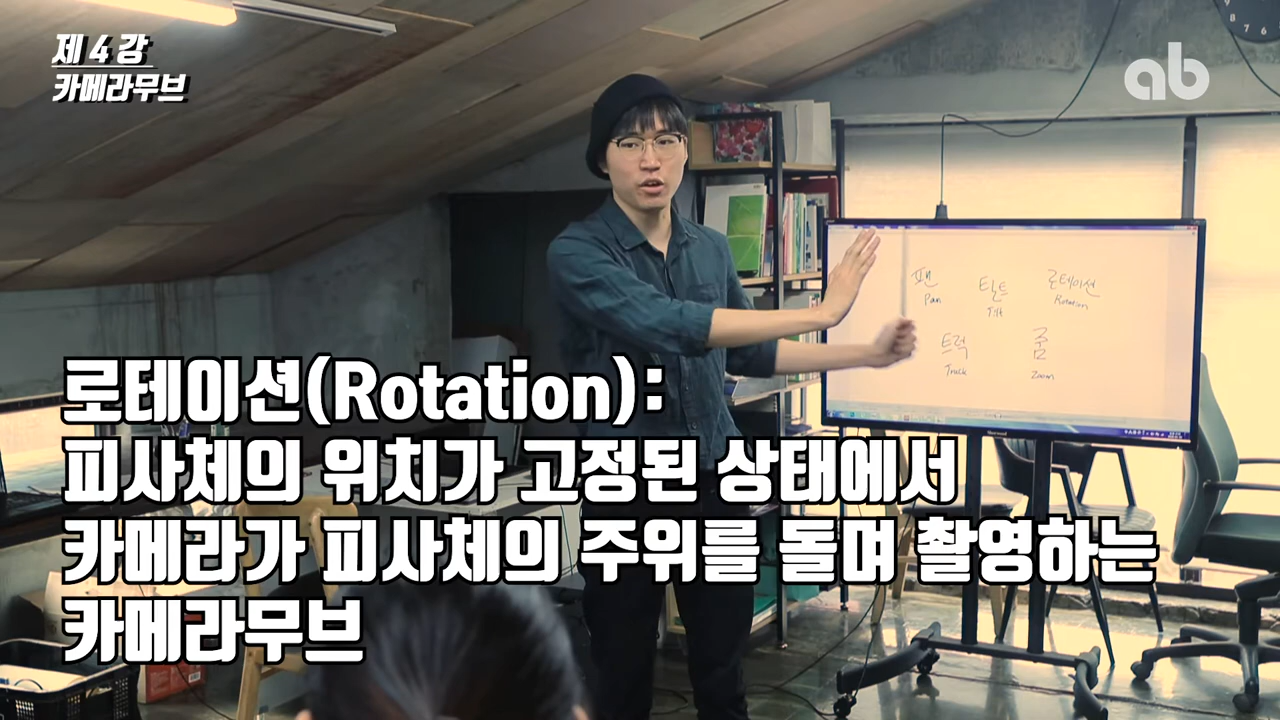 제 4 강
카메라무브
ab
팬
Pan
틸트
Tilt
로테이션
Rotation
트럭
Track
줌
Zoom
로테이션(Rotation):
피사체의 위치가 고정된 상태에서
카메라가 피사체의 주위를 돌며 촬영하는
카메라무브